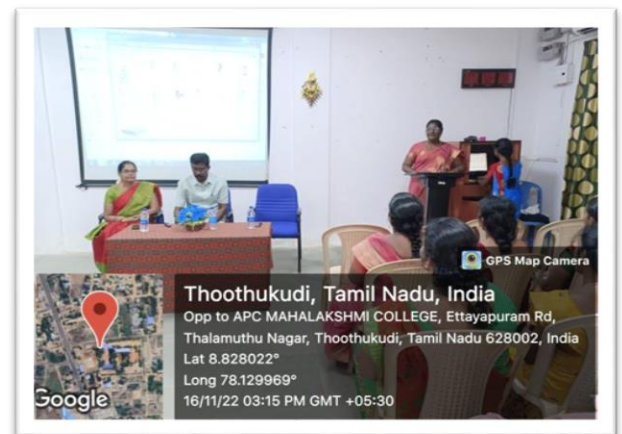 GPS Map Camera
Thoothukudi, Tamil Nadu, India
Opp to APC MAHALAKSHMI COLLEGE, Ettayapuram Rd,
Thalamuthu Nagar, Thoothukudi, Tamil Nadu 628002, India
Lat 8.828022°
Long 78.129969°
16/11/22 03:15 PM GMT +05:30
Google